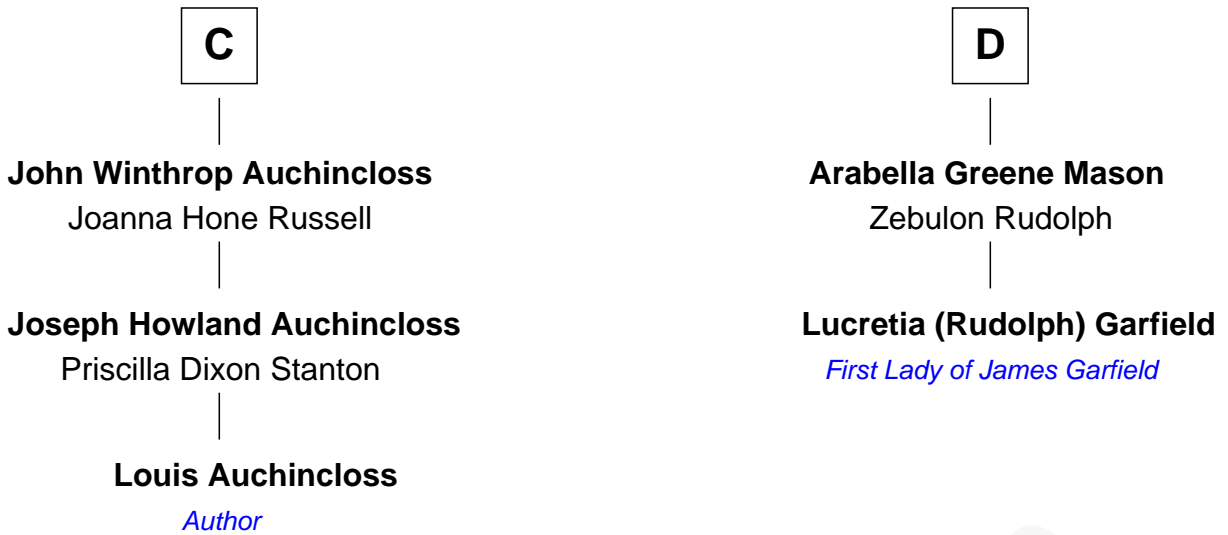 C
John Winthrop Auchincloss
Joanna Hone Russell
Joseph Howland Auchincloss
Priscilla Dixon Stanton
Louis Auchincloss
Author
D
Arabella Greene Mason
Zebulon Rudolph
Lucretia (Rudolph) Garfield
First Lady of James Garfield